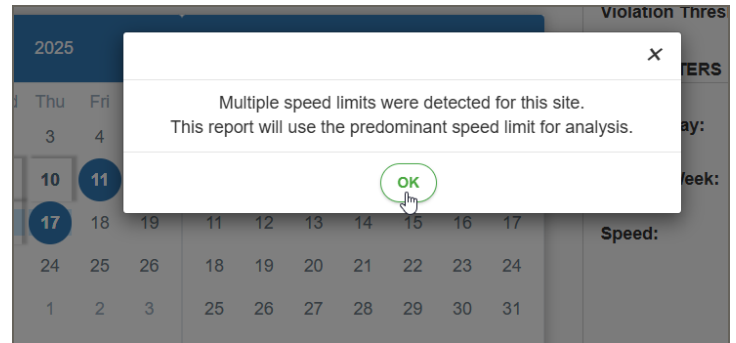 Violation Thres
2025
×
TERS
Thu Fri
Multiple speed limits were detected for this site.
This report will use the predominant speed limit for analysis.
ay:
3 4
10 11
OK
Week:
17 18 19 11 12 13 14 15 16 17
Speed:
24 25 26 18 19 20 21 22 23 24
1 2 3 25 26 27 28 29 30 31